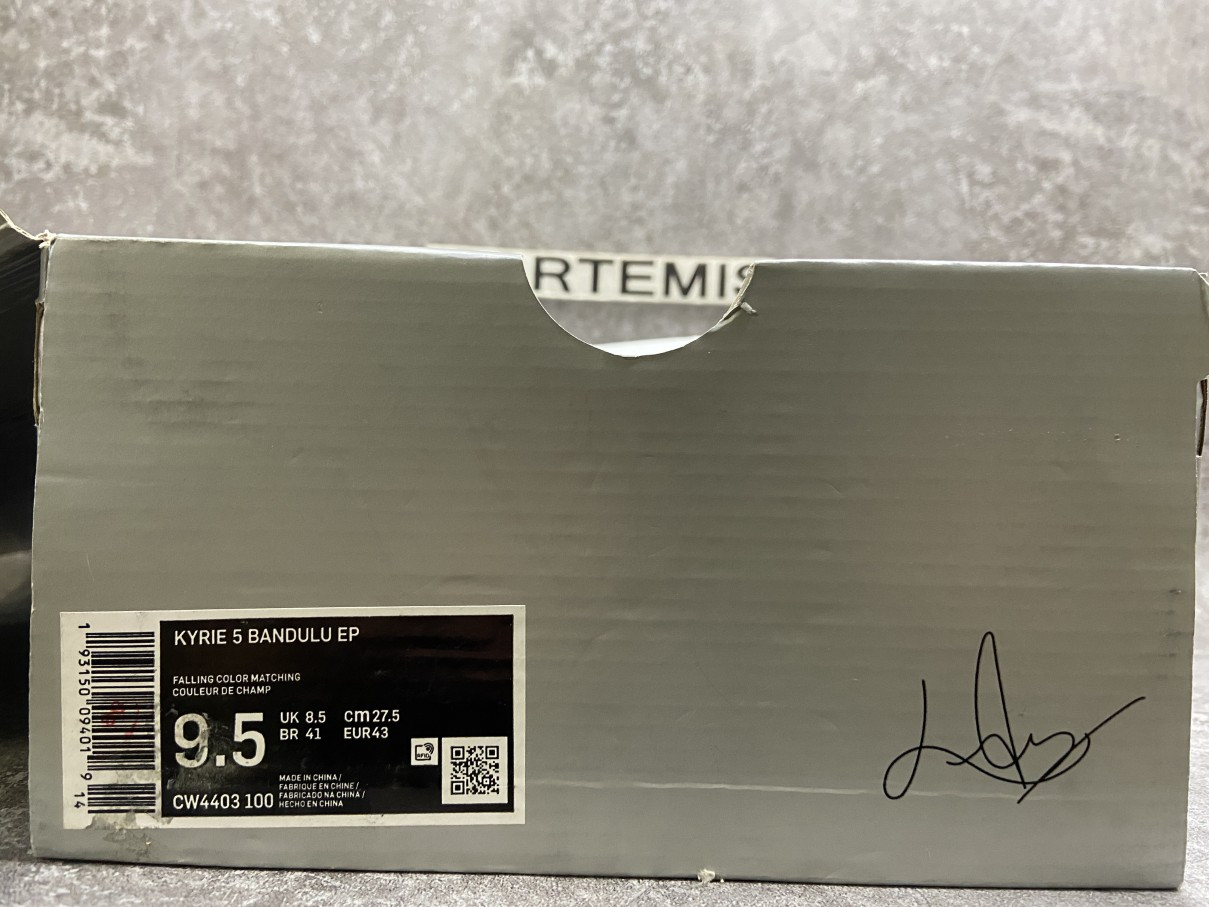 RTEMIS
KYRIE 5 BANDULU EP
FALLING COLOR MATCHING
COULEUR DE CHAMP
9.5
UK 8.5 cm 27.5
BR 41 EUR43
RFID
MADE IN CHINA/
FABRIQUE EN CHINE/
FABRICADO NA CHINA/
HECHO EN CHINA
CW4403 100
1 93150 09401 9 14